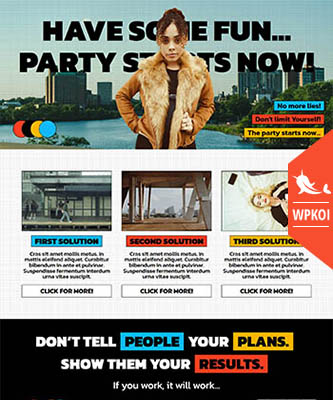 HAVE SOME FUN...
PARTY STARTS NOW!
No more lies!
Don't limit Yourself!
The party starts now...
WPKOI
FIRST SOLUTION
Cras sit amet mollis metus. In
mattis eleifend aliquet. Curabitur
bibendum in ante et pulvinar.
Suspendisse fermentum interdum
urna vitae suscipit.
CLICK FOR MORE!
SECOND SOLUTION
Cras sit amet mollis metus. In
mattis eleifend aliquet. Curabitur
bibendum in ante et pulvinar.
Suspendisse fermentum interdum
urna vitae suscipit.
CLICK FOR MORE!
THIRD SOLUTION
Cras sit amet mollis metus. In
mattis eleifend aliquet. Curabitur
bibendum in ante et pulvinar.
Suspendisse fermentum interdum
urna vitae suscipit.
CLICK FOR MORE!
DON'T TELL PEOPLE YOUR PLANS.
SHOW THEM YOUR RESULTS.
If you work, it will work...